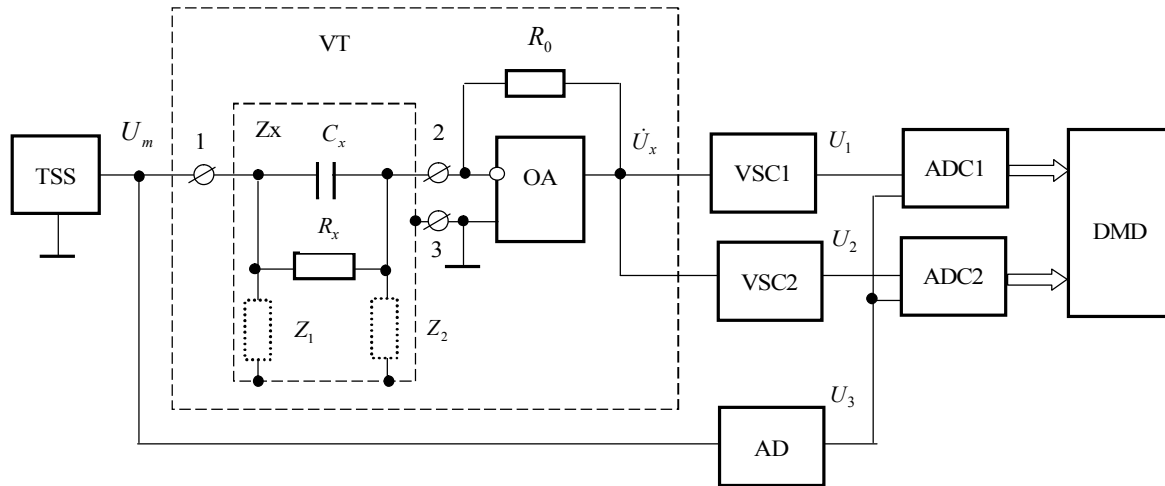 VT
R₀
TSS
Uₘ
1
Zx
Cₓ
2
OA
U̇ₓ
VSC1
U₁
ADC1
Rₓ
3
DMD
VSC2
U₂
ADC2
Z₁
Z₂
U₃
AD